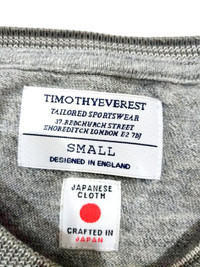 TIMOTHYEVEREST
TAILORED SPORTSWEAR
37. REDCHURCH STREET
SHOREDITCH LONDON E2 7DJ
SMALL
DESIGNED IN ENGLAND
JAPANESE
CLOTH
CRAFTED IN
JAPAN